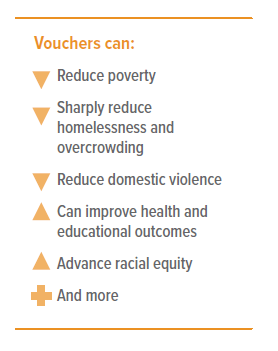 Vouchers can:
Reduce poverty
Sharply reduce
homelessness and
overcrowding
Reduce domestic violence
Can improve health and
educational outcomes
Advance racial equity
And more